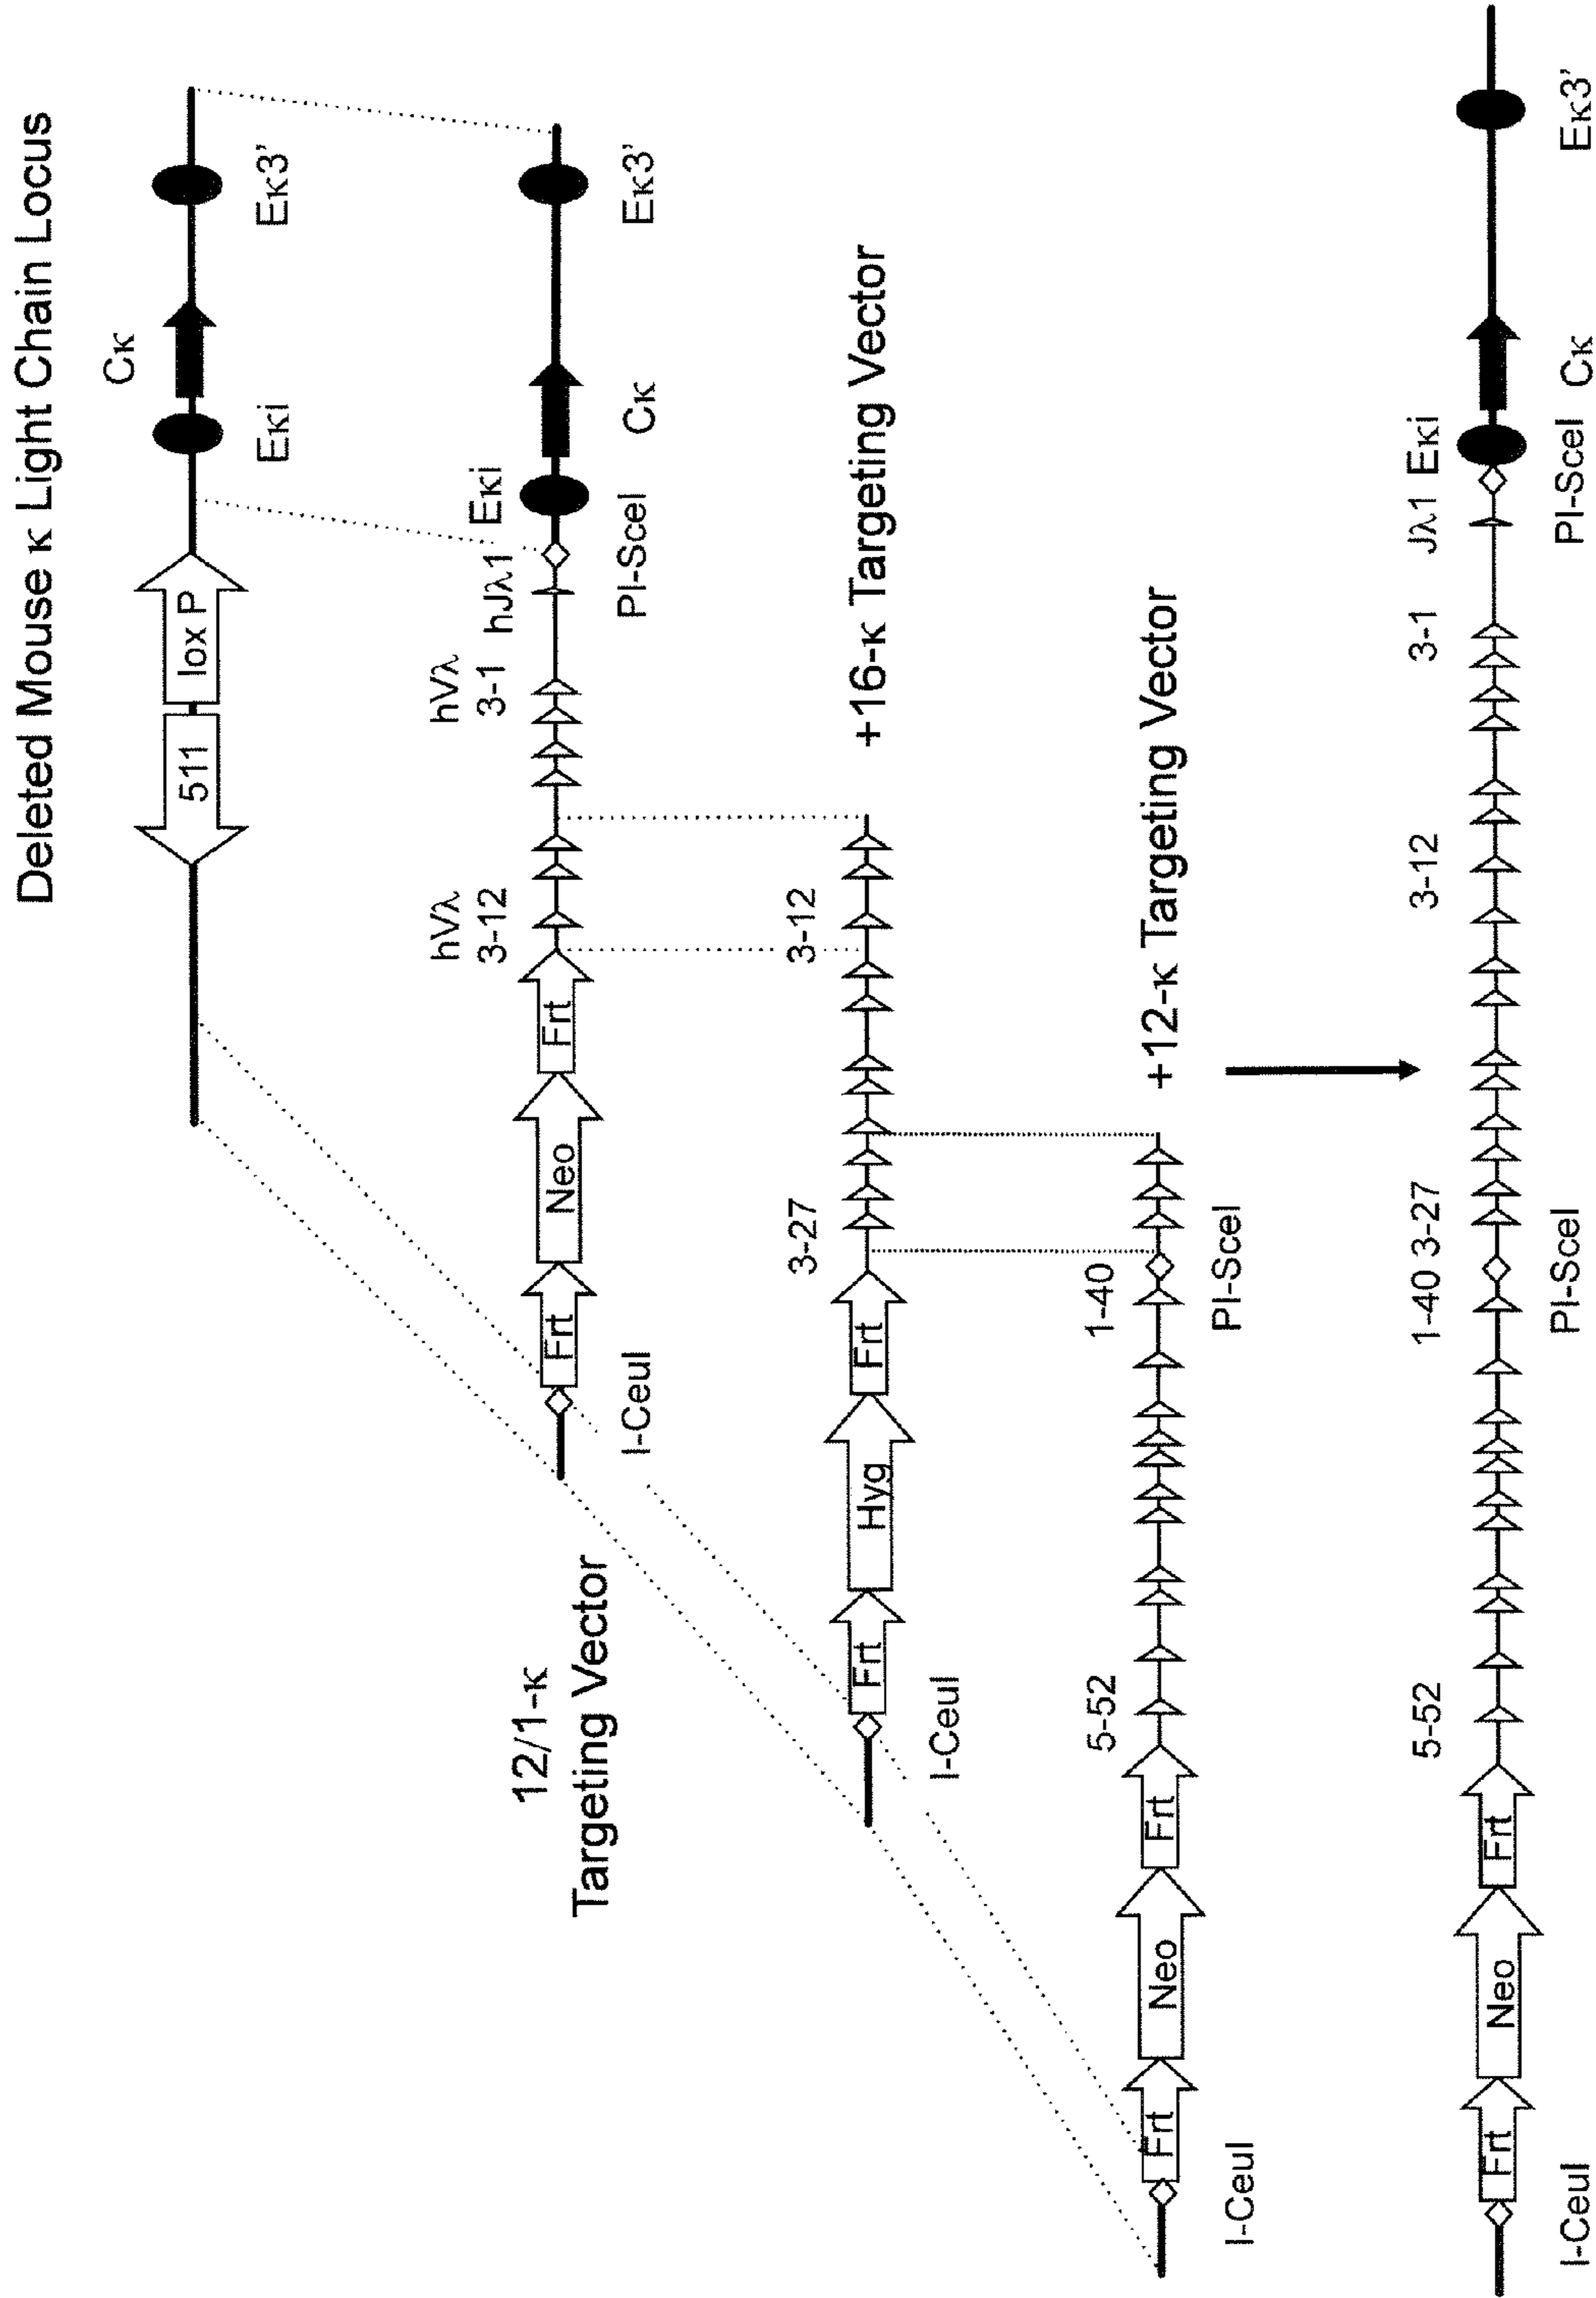 Deleted Mouse κ Light Chain Locus
Cκ
511
lox P
Eκi
Eκ3'
12/1-κ
Targeting Vector
hVλ
3-12
hVλ
3-1
hJλ1
Eκi
Frt
Neo
Frt
I-CeuI
PI-SceI
Cκ
Eκ3'
+16-κ Targeting Vector
3-27
3-12
Frt
Hyg
Frt
I-CeuI
+12-κ Targeting Vector
5-52
1-40
Frt
Neo
Frt
I-CeuI
PI-SceI
5-52
1-40 3-27
3-12
3-1
Jλ1
Eκi
Frt
Neo
Frt
I-CeuI
PI-SceI
PI-SceI
Cκ
Eκ3'